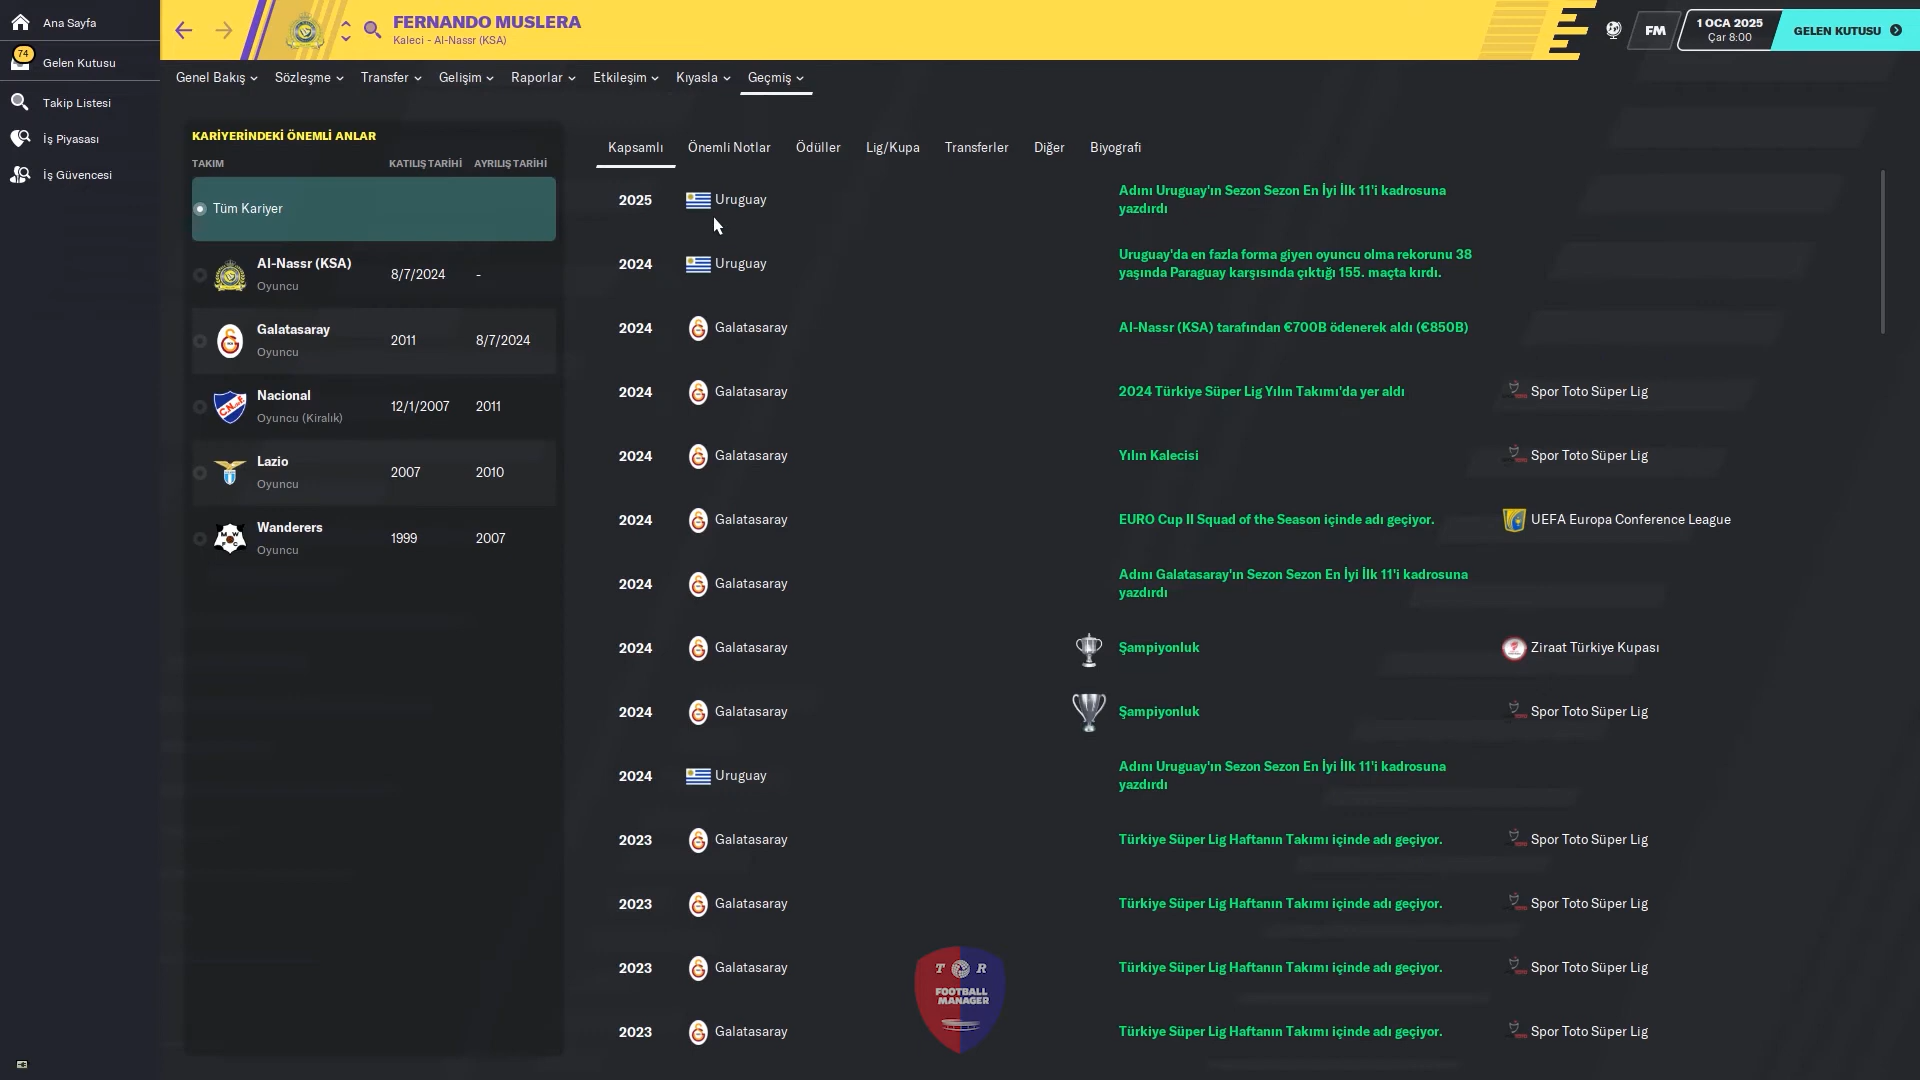 Ana Sayfa
74
Gelen Kutusu
Takip Listesi
İş Piyasası
İş Güvencesi
FERNANDO MUSLERA
Kaleci - Al-Nassr (KSA)
FM
1 OCA 2025
Çar 8:00
GELEN KUTUSU
Genel Bakış
Sözleşme
Transfer
Gelişim
Raporlar
Etkileşim
Kıyasla
Geçmiş
KARİYERİNDEKİ ÖNEMLİ ANLAR
TAKIM KATILIŞ TARİHİ AYRILIŞ TARİHİ
Tüm Kariyer
Al-Nassr (KSA)
Oyuncu
8/7/2024 -
Galatasaray
Oyuncu
2011 8/7/2024
Nacional
Oyuncu (Kiralık)
12/1/2007 2011
Lazio
Oyuncu
2007 2010
Wanderers
Oyuncu
1999 2007
Kapsamlı Önemli Notlar Ödüller Lig/Kupa Transferler Diğer Biyografi
2025 Uruguay Adını Uruguay'ın Sezon Sezon En İyi İlk 11'i kadrosuna
yazdırdı
2024 Uruguay Uruguay'da en fazla forma giyen oyuncu olma rekorunu 38
yaşında Paraguay karşısında çıktığı 155. maçta kırdı.
2024 Galatasaray Al-Nassr (KSA) tarafından €700B ödenerek aldı (€850B)
2024 Galatasaray 2024 Türkiye Süper Lig Yılın Takımı'da yer aldı Spor Toto Süper Lig
2024 Galatasaray Yılın Kalecisi Spor Toto Süper Lig
2024 Galatasaray EURO Cup II Squad of the Season içinde adı geçiyor. UEFA Europa Conference League
2024 Galatasaray Adını Galatasaray'ın Sezon Sezon En İyi İlk 11'i kadrosuna
yazdırdı
2024 Galatasaray Şampiyonluk Ziraat Türkiye Kupası
2024 Galatasaray Şampiyonluk Spor Toto Süper Lig
2024 Uruguay Adını Uruguay'ın Sezon Sezon En İyi İlk 11'i kadrosuna
yazdırdı
2023 Galatasaray Türkiye Süper Lig Haftanın Takımı içinde adı geçiyor. Spor Toto Süper Lig
2023 Galatasaray Türkiye Süper Lig Haftanın Takımı içinde adı geçiyor. Spor Toto Süper Lig
2023 Galatasaray Türkiye Süper Lig Haftanın Takımı içinde adı geçiyor. Spor Toto Süper Lig
2023 Galatasaray Türkiye Süper Lig Haftanın Takımı içinde adı geçiyor. Spor Toto Süper Lig
T R
FOOTBALL
MANAGER